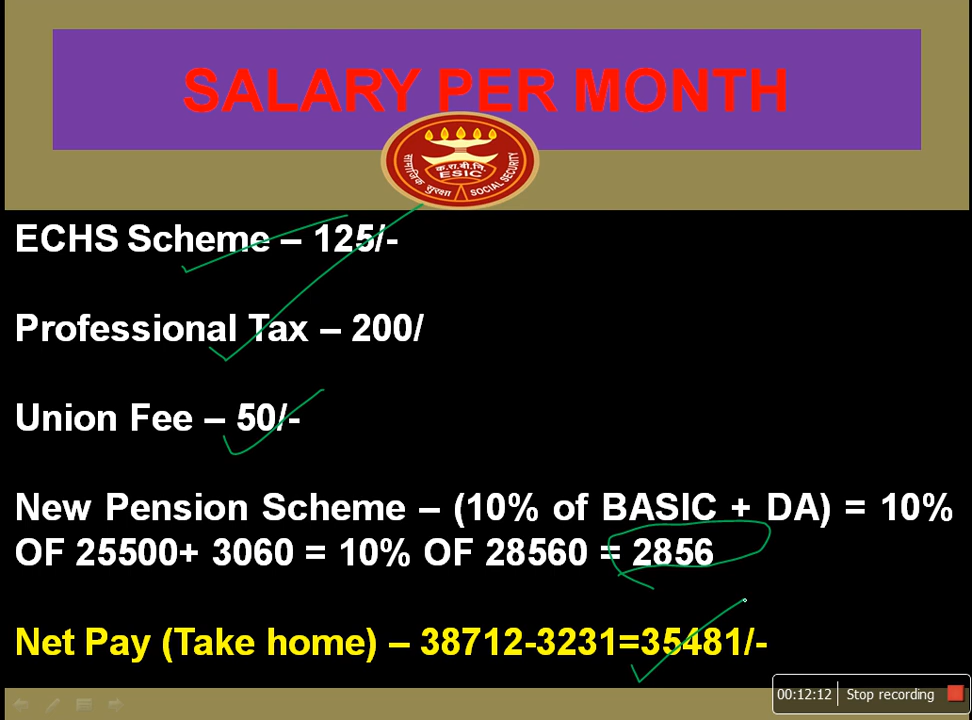 SALARY PER MONTH
सामाजिक सुरक्षा
क.रा.बी.नि.
ESIC
SOCIAL SECURITY
ECHS Scheme – 125/-
Professional Tax – 200/
Union Fee – 50/-
New Pension Scheme – (10% of BASIC + DA) = 10%
OF 25500+ 3060 = 10% OF 28560 = 2856
Net Pay (Take home) – 38712-3231=35481/-
00:12:12 Stop recording